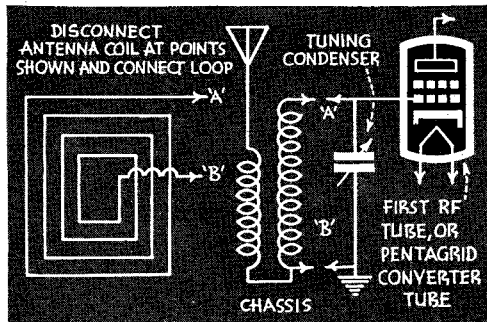 DISCONNECT
ANTENNA COIL AT POINTS
SHOWN AND CONNECT LOOP
TUNING
CONDENSER
'A'
'A'
'B'
'B'
FIRST RF
TUBE, OR
PENTAGRID
CONVERTER
TUBE
CHASSIS